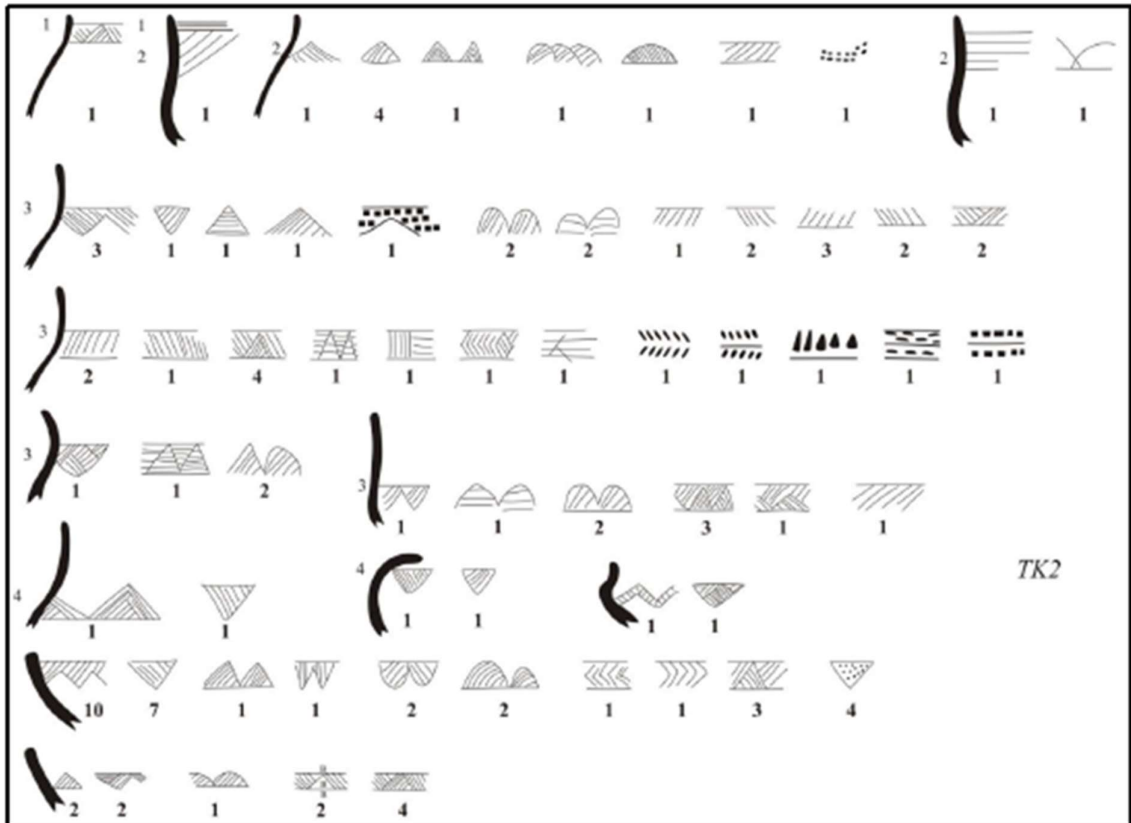 1 1
2 2 2
1 1 1 4 1 1 1 1 1 1 1
3
3 1 1 1 1 2 2 1 2 3 2 2
3
2 1 4 1 1 1 1 1 1 1 1 1
3
1 1 2
3
1 1 2 3 1 1
4 4
TK2
1 1 1 1 1 1
10 7 1 1 2 2 1 1 3 4
2 2 1 2 4